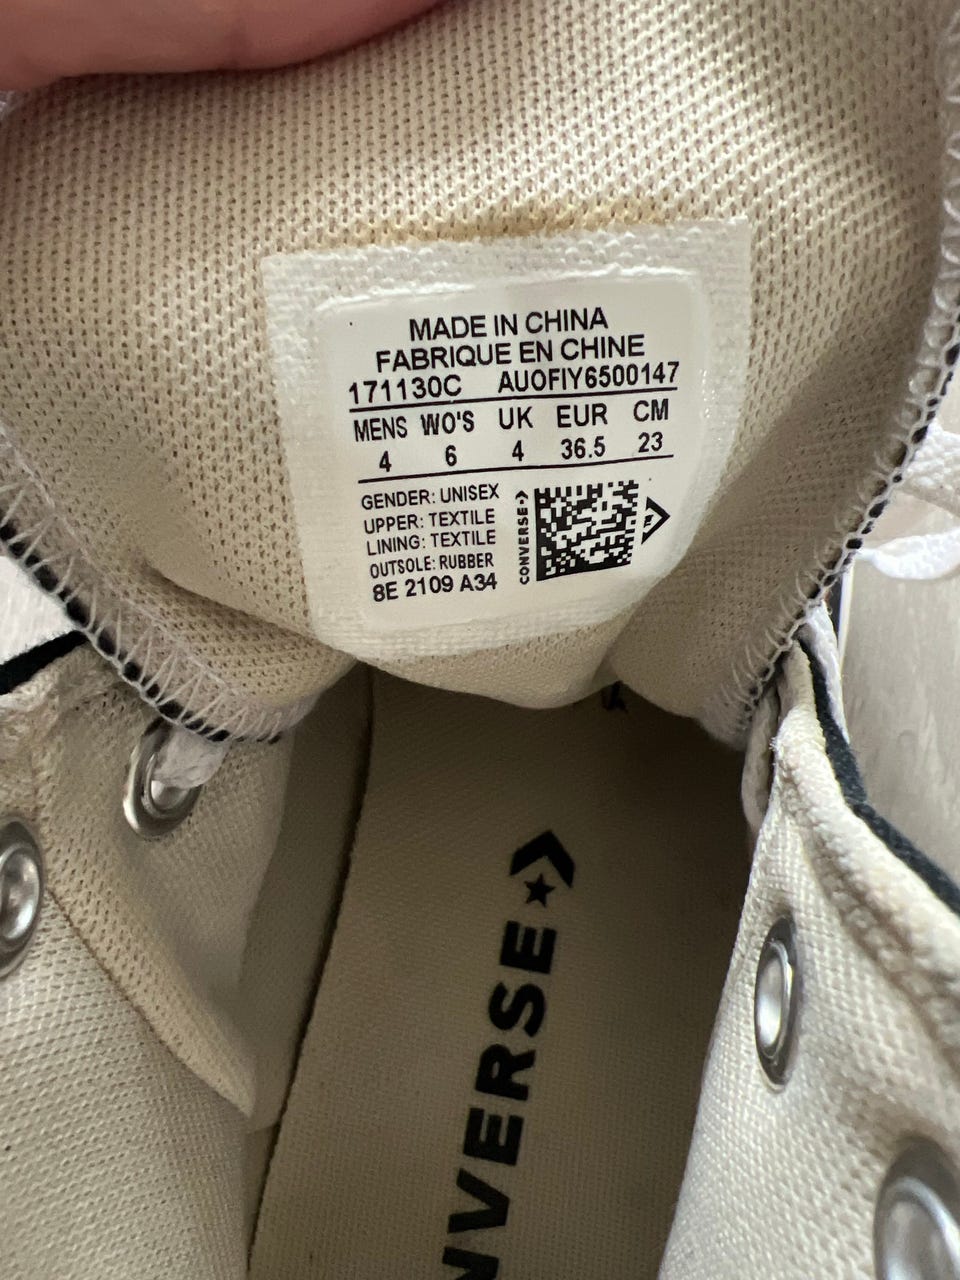 MADE IN CHINA
FABRIQUE EN CHINE
171130C AUOFIY6500147
MENS WO'S UK EUR CM
4 6 4 36.5 23
GENDER: UNISEX
UPPER: TEXTILE
LINING: TEXTILE
OUTSOLE: RUBBER
8E 2109 A34
CONVERSE
NVERSE